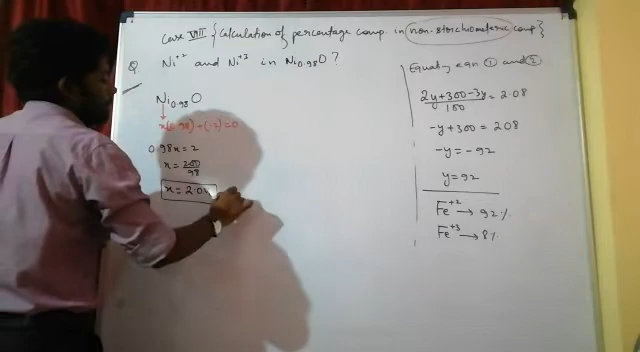 Case VIII {Calculation of percentage comp. in non-stoichiometric comp}
Q. Ni+2 and Ni+3 in Ni0.98O ?
Ni0.98O
x(0.98) + (-2) = 0
0.98x = 2
x = 200/98
x = 2.04
Equating eqn ① and ②
2y+300-3y/100 = 2.08
-y+300 = 208
-y = -92
y = 92
Fe+2 → 92%
Fe+3 → 8%